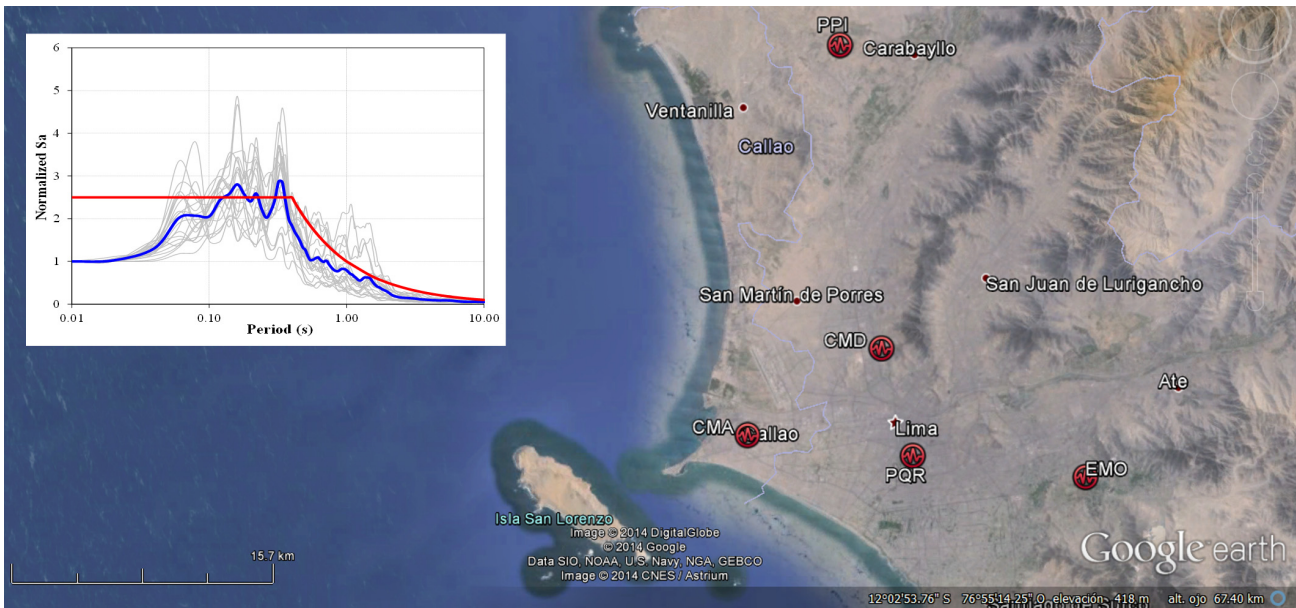 6
5
4
3
2
1
0
Normalized Sa
0.01 0.10 1.00 10.00
Period (s)
PPI
Carabayllo
Ventanilla
Callao
San Juan de Lurigancho
San Martín de Porres
CMD
Ate
CMA
allao
Lima
PQR
EMO
Isla San Lorenzo
Image © 2014 DigitalGlobe
© 2014 Google
Data SIO, NOAA, U.S. Navy, NGA, GEBCO
Image © 2014 CNES / Astrium
15.7 km
Google earth
12°02'53.76" S 76°55'14.25" O elevación 418 m alt. ojo 67.40 km